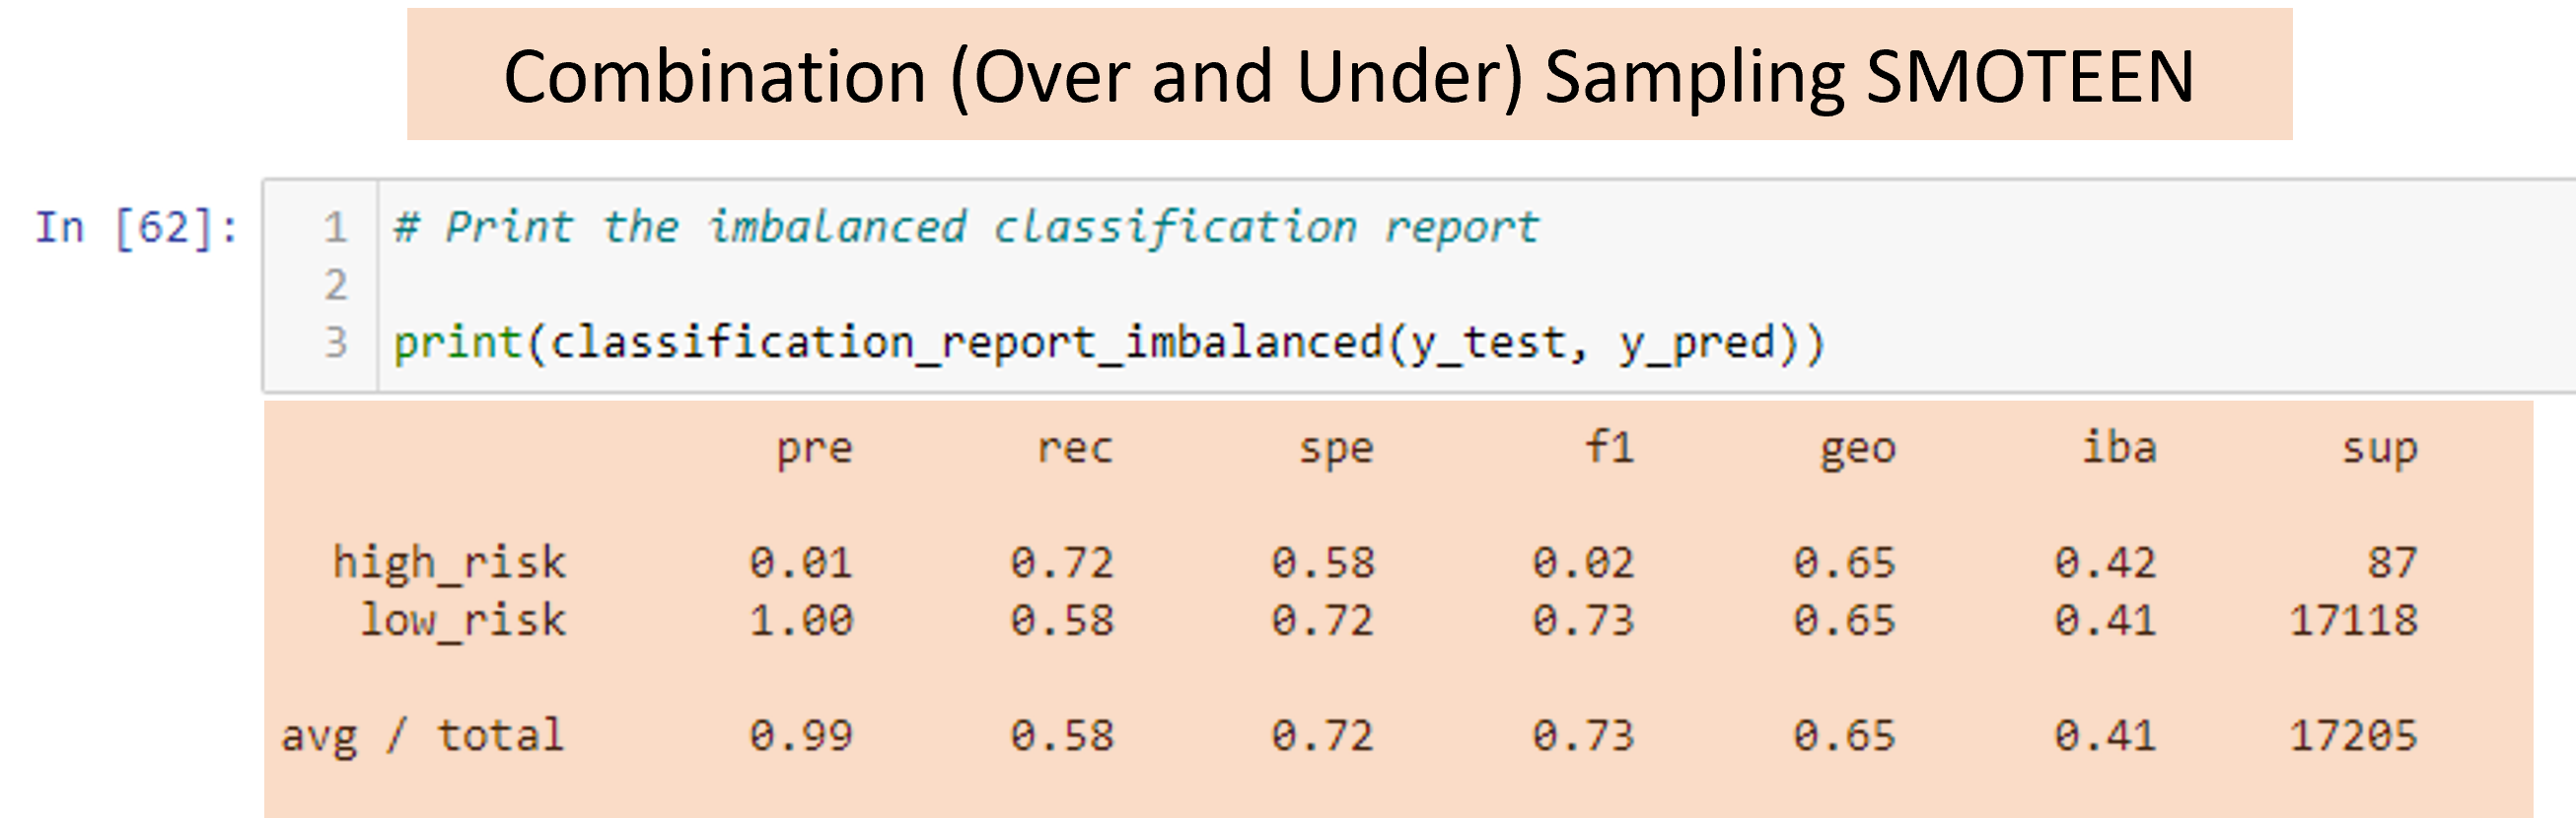 Combination (Over and Under) Sampling SMOTEEN
In [62]:
1 # Print the imbalanced classification report
2
3 print(classification_report_imbalanced(y_test, y_pred))
pre rec spe f1 geo iba sup
high_risk 0.01 0.72 0.58 0.02 0.65 0.42 87
low_risk 1.00 0.58 0.72 0.73 0.65 0.41 17118
avg / total 0.99 0.58 0.72 0.73 0.65 0.41 17205